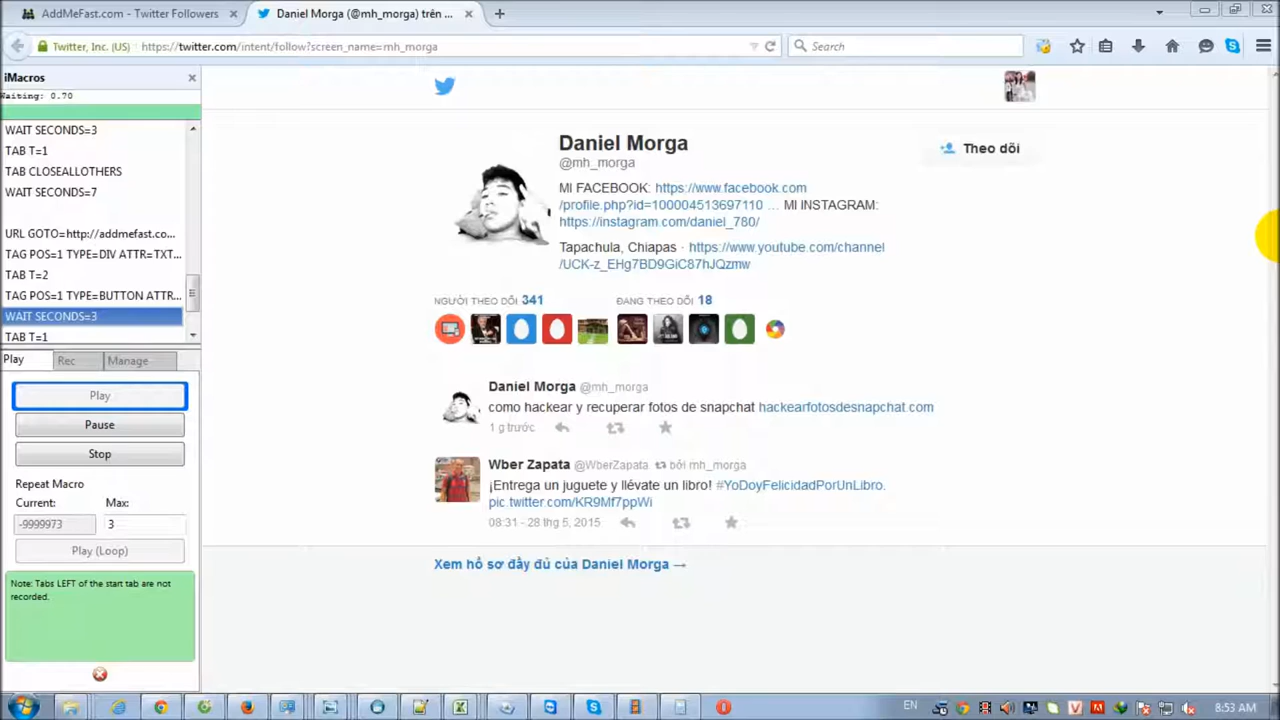 AddMeFast.com - Twitter Followers
Daniel Morga (@mh_morga) trên ...
Twitter, Inc. (US)
https://twitter.com/intent/follow?screen_name=mh_morga
Search
iMacros
Waiting: 0.70
WAIT SECONDS=3
TAB T=1
TAB CLOSEALLOTHERS
WAIT SECONDS=7
URL GOTO=http://addmefast.co...
TAG POS=1 TYPE=DIV ATTR=TXT...
TAB T=2
TAG POS=1 TYPE=BUTTON ATTR...
WAIT SECONDS=3
TAB T=1
Play
Rec
Manage
Play
Pause
Stop
Repeat Macro
Current:
Max:
-9999973
3
Play (Loop)
Note: Tabs LEFT of the start tab are not
recorded.
Daniel Morga
@mh_morga
Theo dõi
MI FACEBOOK: https://www.facebook.com
/profile.php?id=100004513697110 ... MI INSTAGRAM:
https://instagram.com/daniel_780/
Tapachula, Chiapas · https://www.youtube.com/channel
/UCK-z_EHg7BD9GiC87hJQzmw
NGƯỜI THEO DÕI 341
ĐANG THEO DÕI 18
Daniel Morga @mh_morga
como hackear y recuperar fotos de snapchat hackearfotosdesnapchat.com
1 g trước
Wber Zapata @WberZapata bởi mh_morga
¡Entrega un juguete y llévate un libro! #YoDoyFelicidadPorUnLibro.
pic.twitter.com/KR9Mf7ppWi
08:31 - 28 thg 5, 2015
Xem hồ sơ đầy đủ của Daniel Morga →
EN
8:53 AM